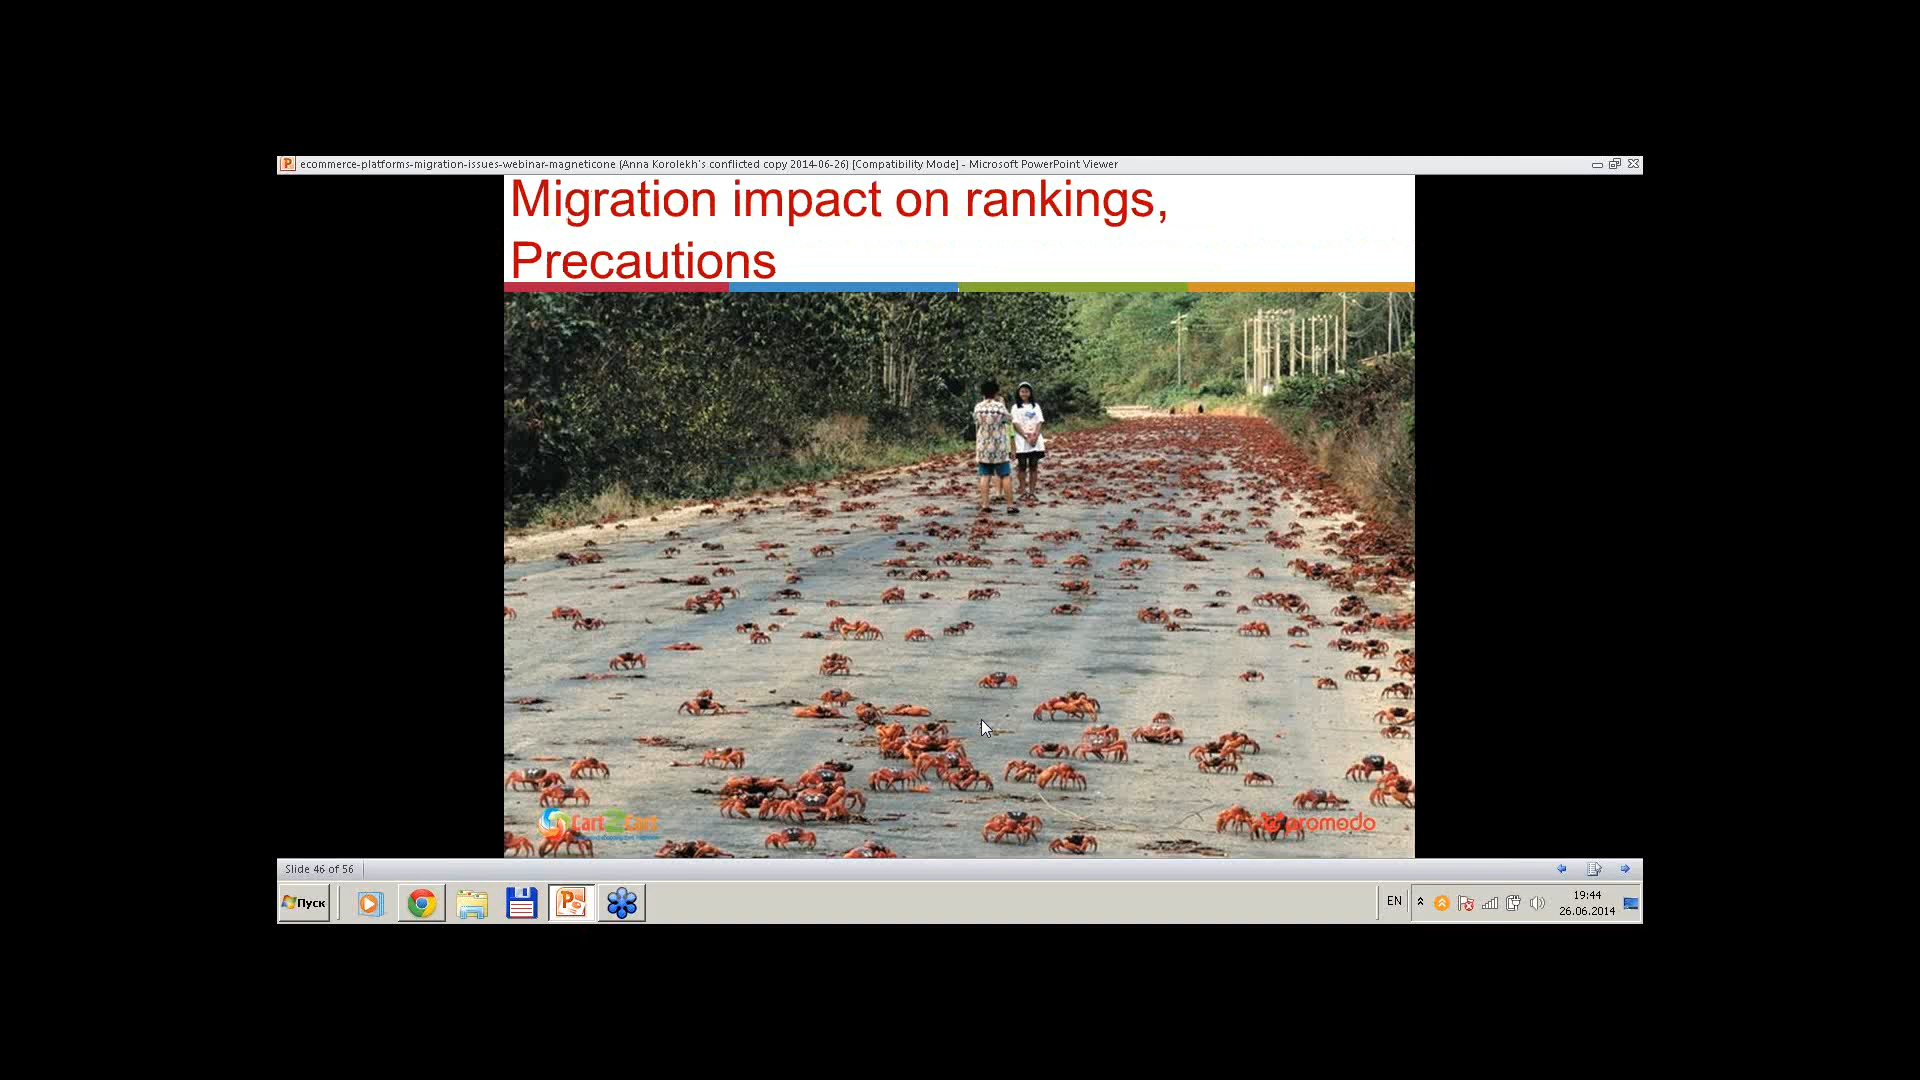 ecommerce-platforms-migration-issues-webinar-magneticone (Anna Korolekh's conflicted copy 2014-06-26) [Compatibility Mode] - Microsoft PowerPoint Viewer
Migration impact on rankings,
Precautions
Cart2Cart
promodo
Slide 46 of 56
Пуск
EN
19:44
26.06.2014